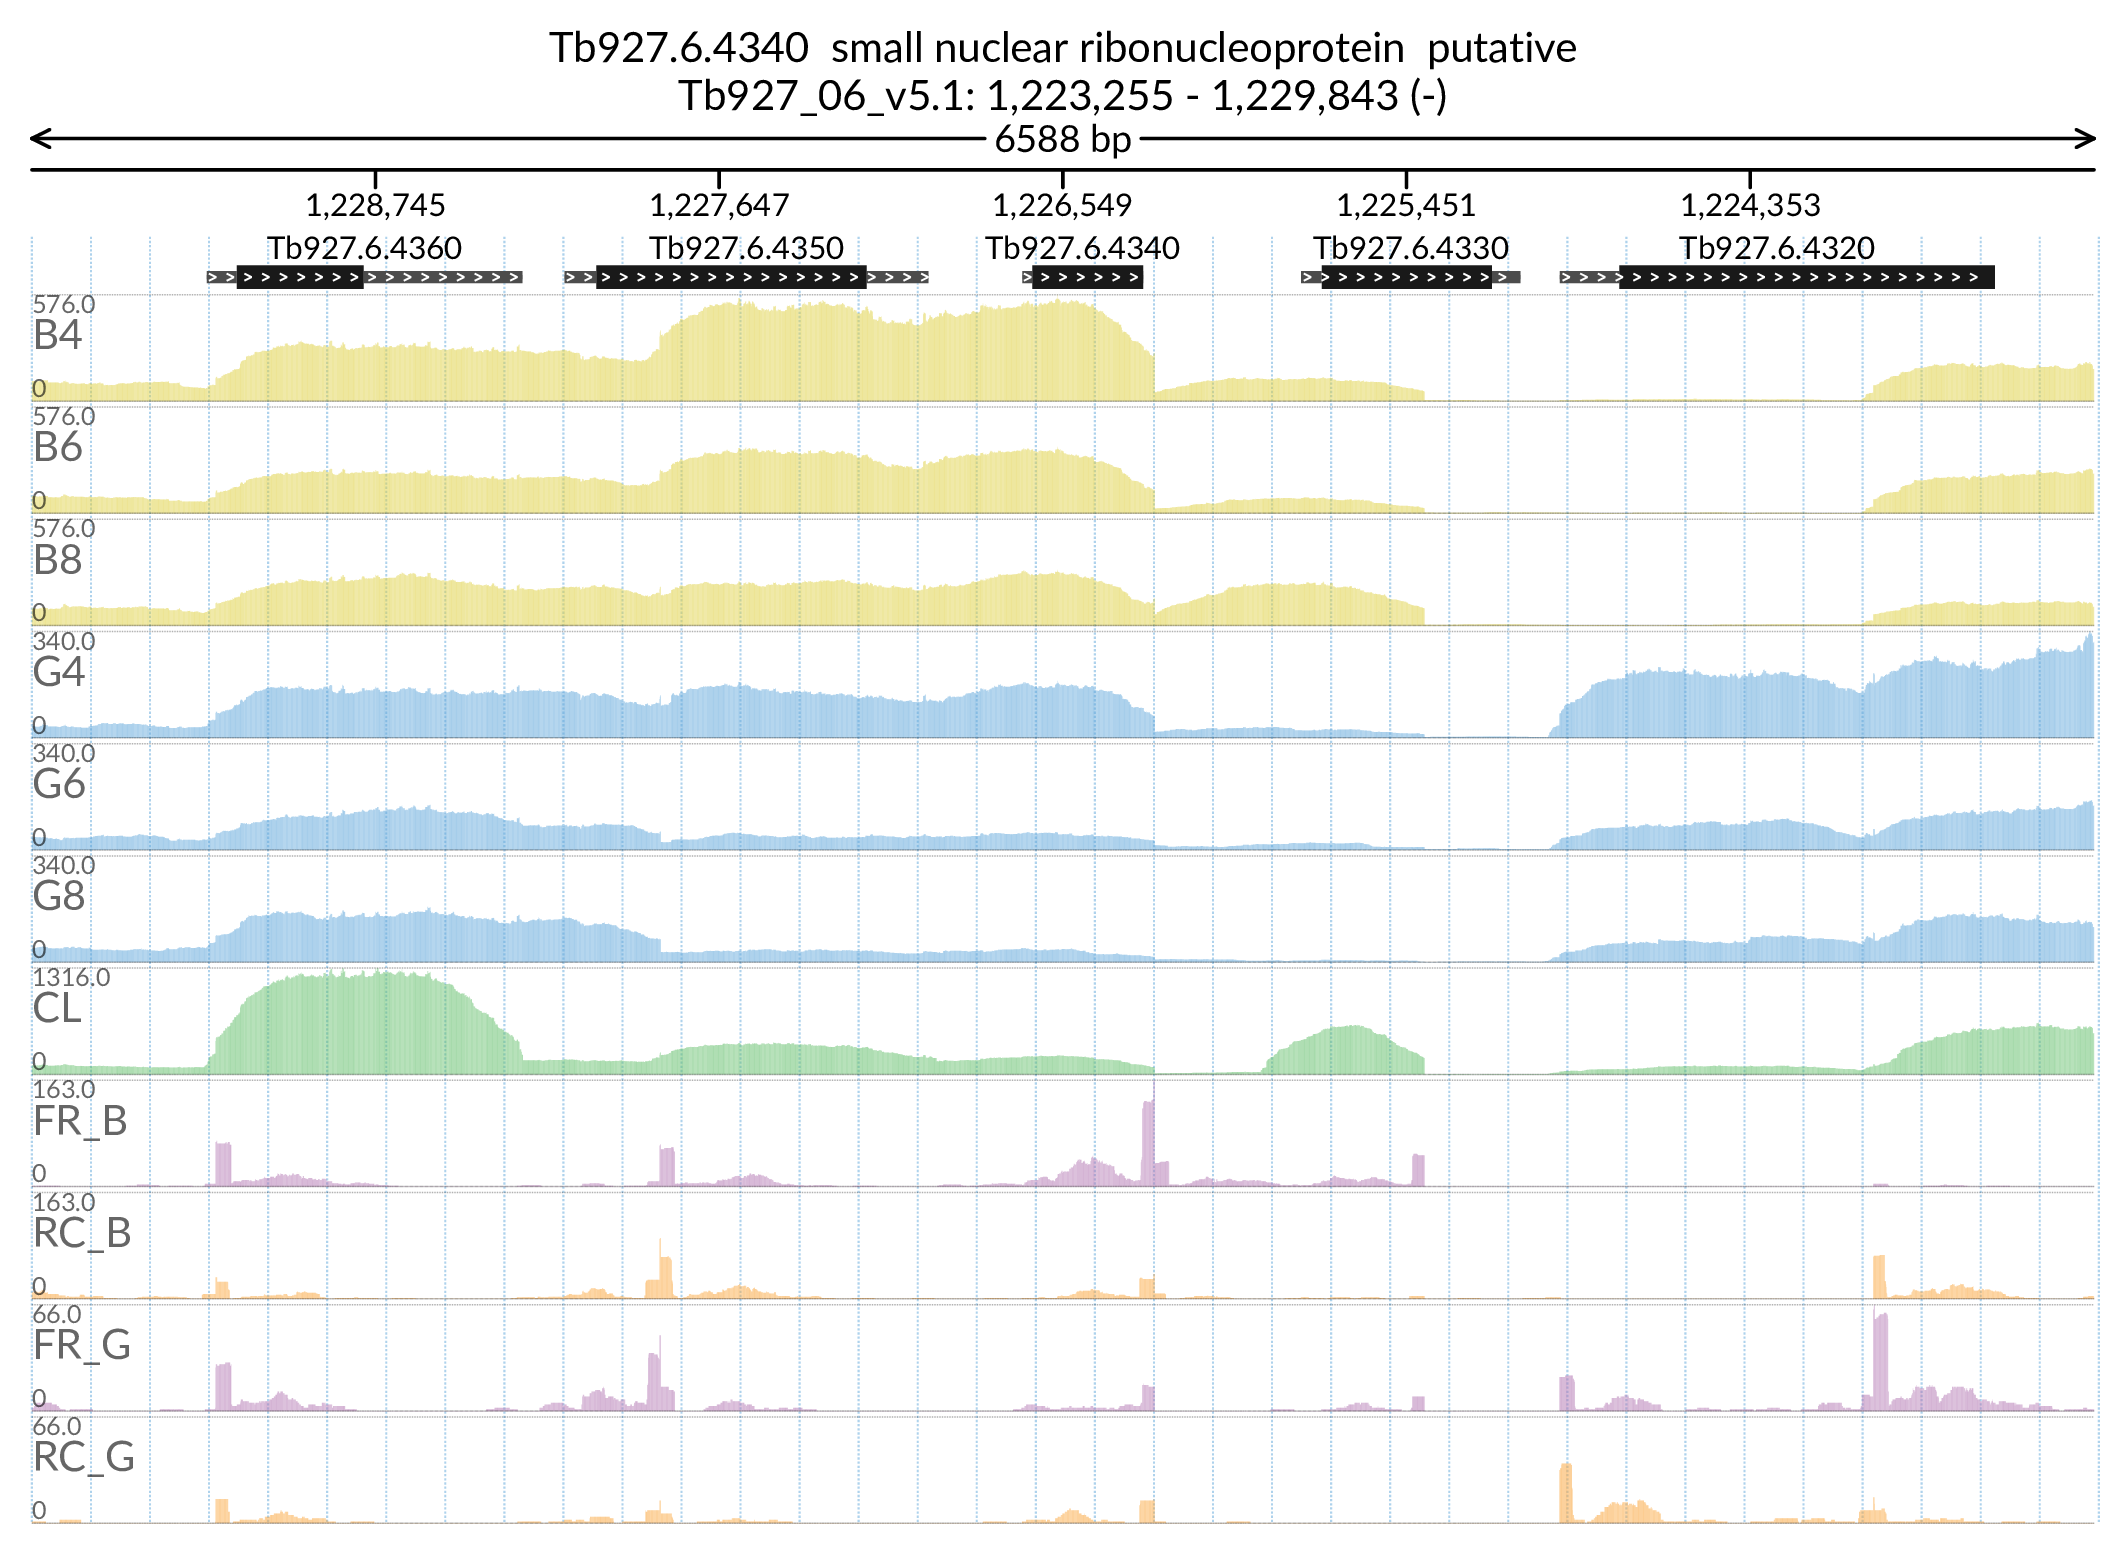 Tb927.6.4340  small nuclear ribonucleoprotein  putative
Tb927_06_v5.1: 1,223,255 - 1,229,843 (-)
6588 bp
1,228,745 1,227,647 1,226,549 1,225,451 1,224,353
Tb927.6.4360 Tb927.6.4350 Tb927.6.4340 Tb927.6.4330 Tb927.6.4320
576.0
B4
0
576.0
B6
0
576.0
B8
0
340.0
G4
0
340.0
G6
0
340.0
G8
0
1316.0
CL
0
163.0
FR_B
0
163.0
RC_B
0
66.0
FR_G
0
66.0
RC_G
0